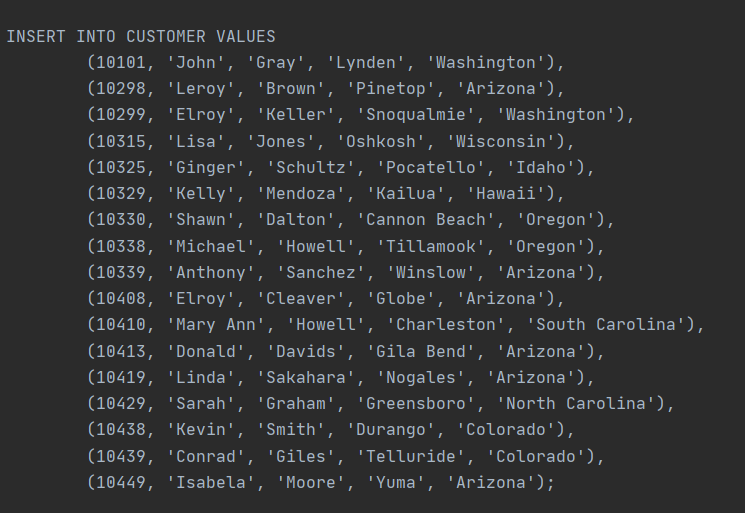 INSERT INTO CUSTOMER VALUES
(10101, 'John', 'Gray', 'Lynden', 'Washington'),
(10298, 'Leroy', 'Brown', 'Pinetop', 'Arizona'),
(10299, 'Elroy', 'Keller', 'Snoqualmie', 'Washington'),
(10315, 'Lisa', 'Jones', 'Oshkosh', 'Wisconsin'),
(10325, 'Ginger', 'Schultz', 'Pocatello', 'Idaho'),
(10329, 'Kelly', 'Mendoza', 'Kailua', 'Hawaii'),
(10330, 'Shawn', 'Dalton', 'Cannon Beach', 'Oregon'),
(10338, 'Michael', 'Howell', 'Tillamook', 'Oregon'),
(10339, 'Anthony', 'Sanchez', 'Winslow', 'Arizona'),
(10408, 'Elroy', 'Cleaver', 'Globe', 'Arizona'),
(10410, 'Mary Ann', 'Howell', 'Charleston', 'South Carolina'),
(10413, 'Donald', 'Davids', 'Gila Bend', 'Arizona'),
(10419, 'Linda', 'Sakahara', 'Nogales', 'Arizona'),
(10429, 'Sarah', 'Graham', 'Greensboro', 'North Carolina'),
(10438, 'Kevin', 'Smith', 'Durango', 'Colorado'),
(10439, 'Conrad', 'Giles', 'Telluride', 'Colorado'),
(10449, 'Isabela', 'Moore', 'Yuma', 'Arizona');